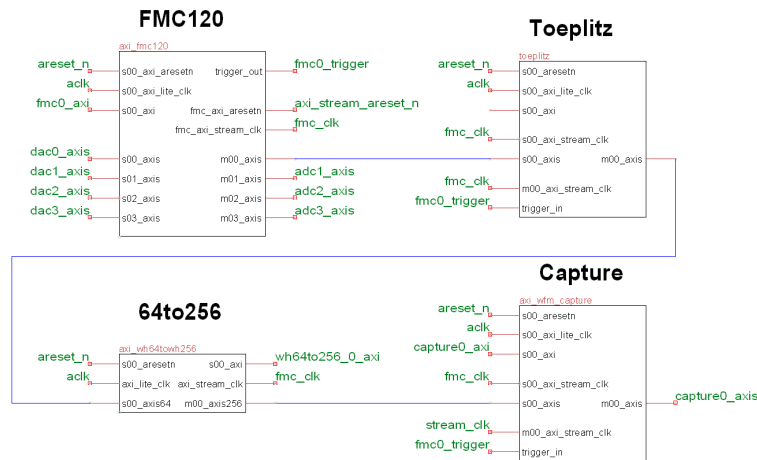 FMC120
axi_fmc120
areset_n
s00_axi_aresetn
trigger_out
fmc0_trigger
aclk
s00_axi_lite_clk
fmc0_axi
s00_axi
fmc_axi_aresetn
axi_stream_areset_n
fmc_axi_stream_clk
fmc_clk
dac0_axis
s00_axis
m00_axis
dac1_axis
s01_axis
m01_axis
adc1_axis
dac2_axis
s02_axis
m02_axis
adc2_axis
dac3_axis
s03_axis
m03_axis
adc3_axis
Toeplitz
toeplitz
areset_n
s00_aresetn
aclk
s00_axi_lite_clk
s00_axi
fmc_clk
s00_axi_stream_clk
s00_axis
m00_axis
fmc_clk
m00_axi_stream_clk
fmc0_trigger
trigger_in
64to256
axi_wh64towh256
areset_n
s00_aresetn
s00_axi
wh64to256_0_axi
aclk
axi_lite_clk
axi_stream_clk
fmc_clk
s00_axis64
m00_axis256
Capture
axi_wfm_capture
areset_n
s00_aresetn
aclk
s00_axi_lite_clk
capture0_axi
s00_axi
fmc_clk
s00_axi_stream_clk
s00_axis
m00_axis
capture0_axis
stream_clk
m00_axi_stream_clk
fmc0_trigger
trigger_in